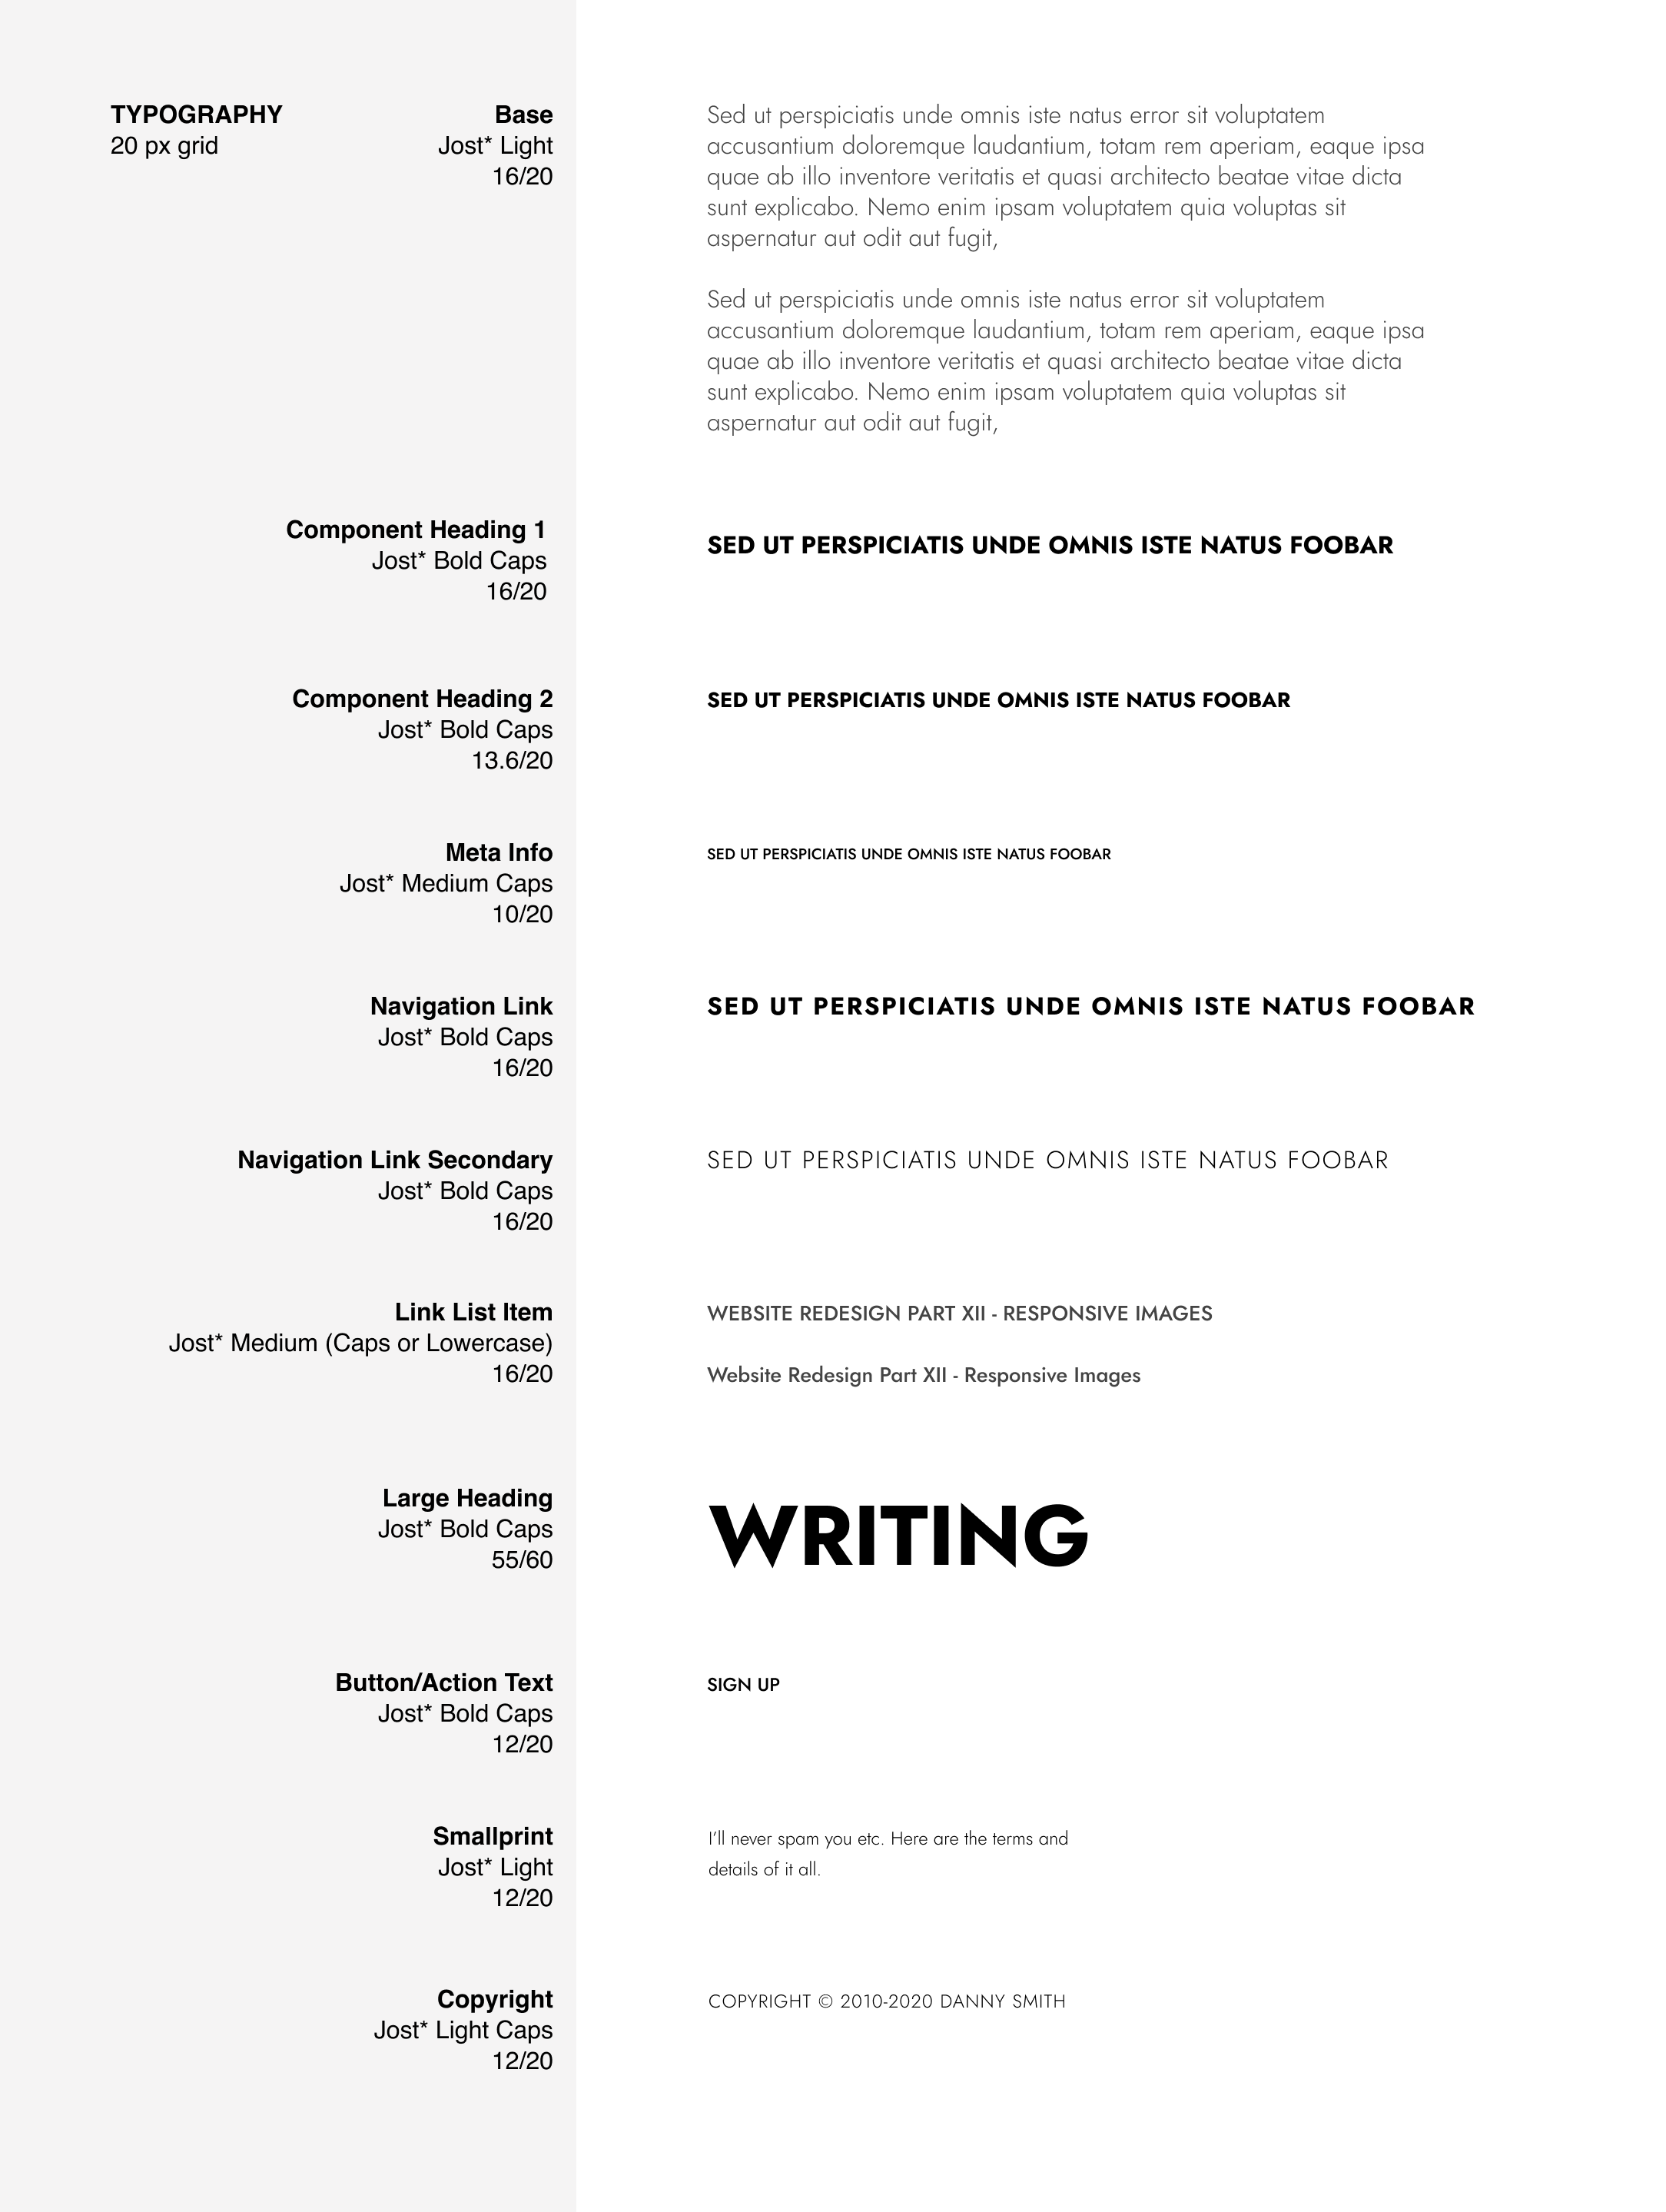 TYPOGRAPHY
20 px grid
Base
Jost* Light
16/20
Sed ut perspiciatis unde omnis iste natus error sit voluptatem
accusantium doloremque laudantium, totam rem aperiam, eaque ipsa
quae ab illo inventore veritatis et quasi architecto beatae vitae dicta
sunt explicabo. Nemo enim ipsam voluptatem quia voluptas sit
aspernatur aut odit aut fugit,
Sed ut perspiciatis unde omnis iste natus error sit voluptatem
accusantium doloremque laudantium, totam rem aperiam, eaque ipsa
quae ab illo inventore veritatis et quasi architecto beatae vitae dicta
sunt explicabo. Nemo enim ipsam voluptatem quia voluptas sit
aspernatur aut odit aut fugit,
Component Heading 1
Jost* Bold Caps
16/20
SED UT PERSPICIATIS UNDE OMNIS ISTE NATUS FOOBAR
Component Heading 2
Jost* Bold Caps
13.6/20
SED UT PERSPICIATIS UNDE OMNIS ISTE NATUS FOOBAR
Meta Info
Jost* Medium Caps
10/20
SED UT PERSPICIATIS UNDE OMNIS ISTE NATUS FOOBAR
Navigation Link
Jost* Bold Caps
16/20
SED UT PERSPICIATIS UNDE OMNIS ISTE NATUS FOOBAR
Navigation Link Secondary
Jost* Bold Caps
16/20
SED UT PERSPICIATIS UNDE OMNIS ISTE NATUS FOOBAR
Link List Item
Jost* Medium (Caps or Lowercase)
16/20
WEBSITE REDESIGN PART XII - RESPONSIVE IMAGES
Website Redesign Part XII - Responsive Images
Large Heading
Jost* Bold Caps
55/60
WRITING
Button/Action Text
Jost* Bold Caps
12/20
SIGN UP
Smallprint
Jost* Light
12/20
I'll never spam you etc. Here are the terms and
details of it all.
Copyright
Jost* Light Caps
12/20
COPYRIGHT © 2010-2020 DANNY SMITH